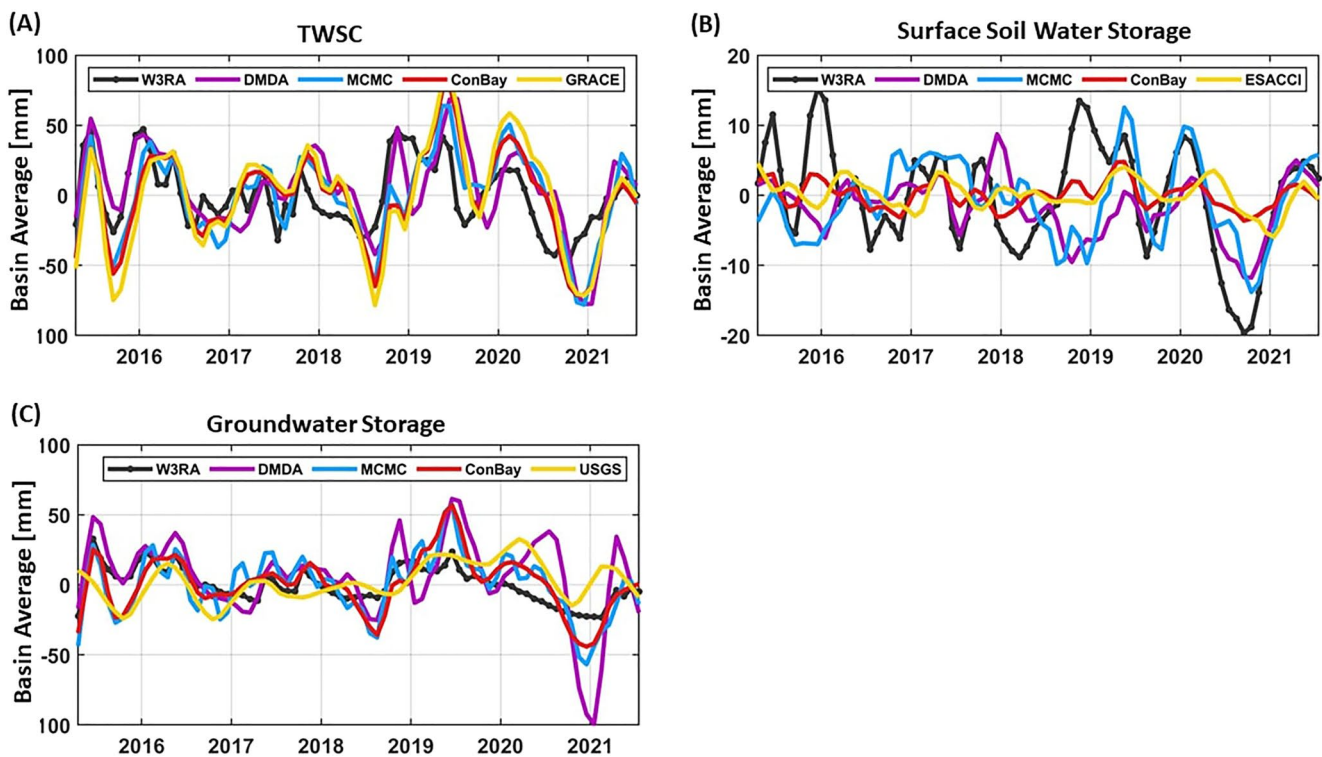 (A)
TWSC
W3RA DMDA MCMC ConBay GRACE
Basin Average [mm]
100
50
0
-50
100
2016 2017 2018 2019 2020 2021
(B)
Surface Soil Water Storage
W3RA DMDA MCMC ConBay ESACCI
Basin Average [mm]
20
10
0
-10
-20
2016 2017 2018 2019 2020 2021
(C)
Groundwater Storage
W3RA DMDA MCMC ConBay USGS
Basin Average [mm]
100
50
0
-50
100
2016 2017 2018 2019 2020 2021